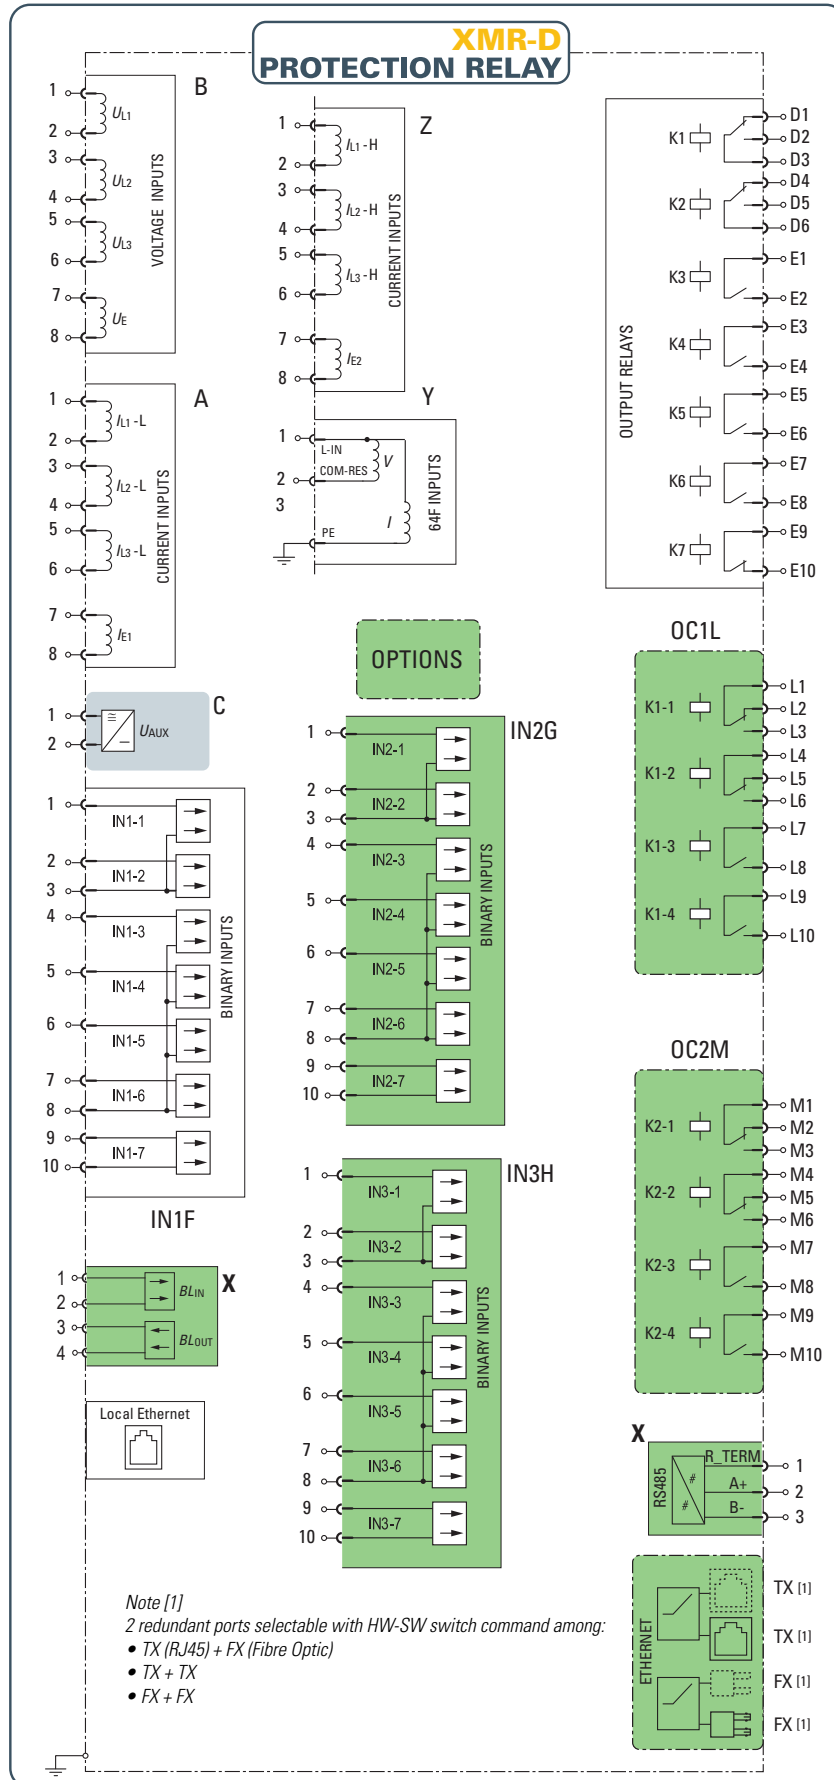 XMR-D
PROTECTION RELAY
B
1
2
3
4
5
6
7
8
UL1
UL2
UL3
UE
VOLTAGE INPUTS
A
1
2
3
4
5
6
7
8
IL1 -L
IL2 -L
IL3 -L
IE1
CURRENT INPUTS
C
1
2
UAUX
1
2
3
4
5
6
7
8
9
10
IN1-1
IN1-2
IN1-3
IN1-4
IN1-5
IN1-6
IN1-7
BINARY INPUTS
IN1F
X
1
2
3
4
BLIN
BLOUT
Local Ethernet
Z
1
2
3
4
5
6
7
8
IL1 -H
IL2 -H
IL3 -H
IE2
CURRENT INPUTS
Y
1
2
3
L-IN
COM-RES
PE
V
I
64F INPUTS
OPTIONS
IN2G
1
2
3
4
5
6
7
8
9
10
IN2-1
IN2-2
IN2-3
IN2-4
IN2-5
IN2-6
IN2-7
BINARY INPUTS
IN3H
1
2
3
4
5
6
7
8
9
10
IN3-1
IN3-2
IN3-3
IN3-4
IN3-5
IN3-6
IN3-7
BINARY INPUTS
OUTPUT RELAYS
K1
K2
K3
K4
K5
K6
K7
D1
D2
D3
D4
D5
D6
E1
E2
E3
E4
E5
E6
E7
E8
E9
E10
OC1L
K1-1
K1-2
K1-3
K1-4
L1
L2
L3
L4
L5
L6
L7
L8
L9
L10
OC2M
K2-1
K2-2
K2-3
K2-4
M1
M2
M3
M4
M5
M6
M7
M8
M9
M10
X
RS485
#
#
R_TERM
A+
B-
1
2
3
ETHERNET
TX [1]
TX [1]
FX [1]
FX [1]
Note [1]
2 redundant ports selectable with HW-SW switch command among:
• TX (RJ45) + FX (Fibre Optic)
• TX + TX
• FX + FX